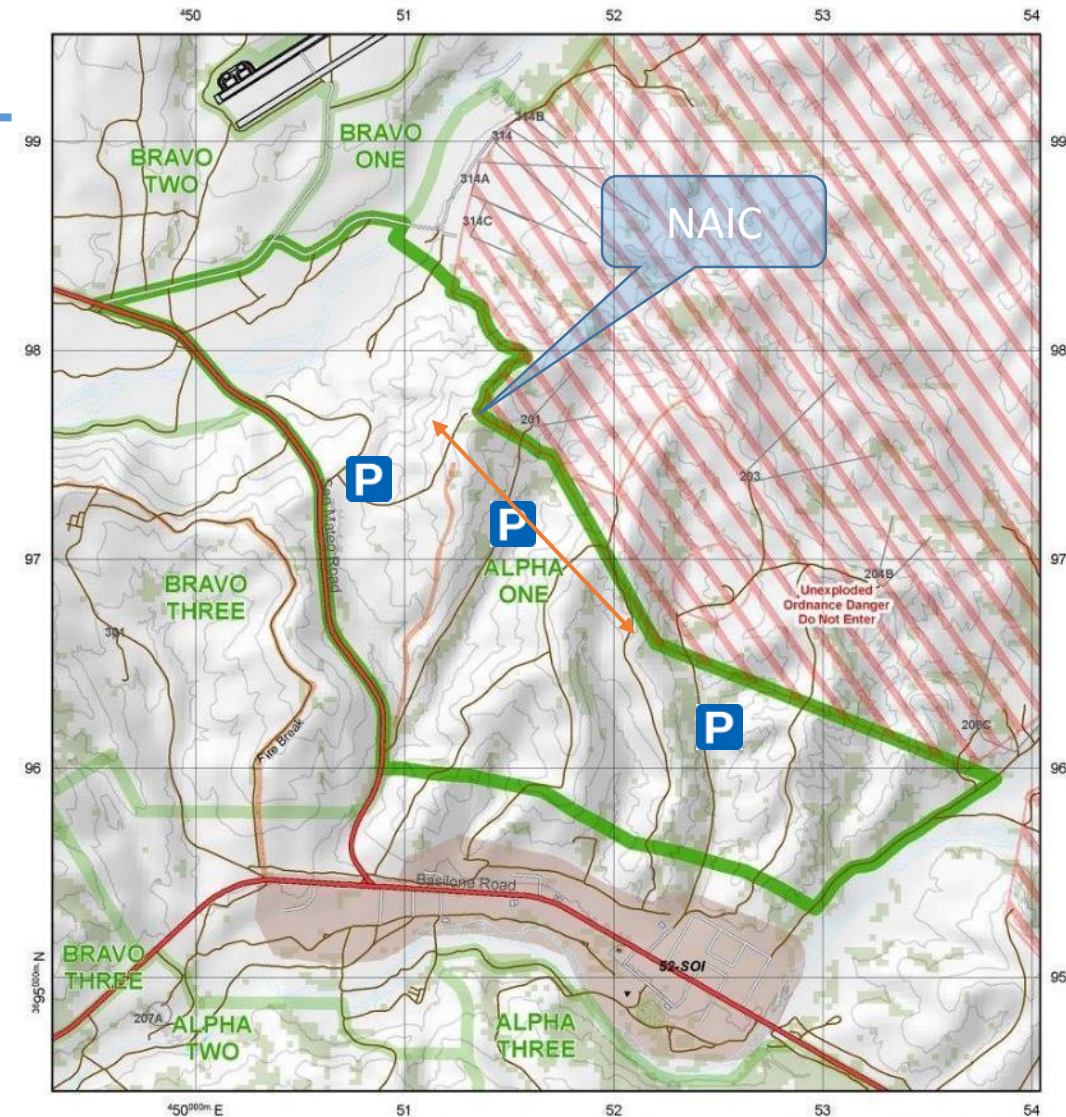 ⁴50
51
52
53
54
99
99
314B
314
BRAVO
ONE
BRAVO
TWO
314A
314C
NAIC
98
98
201
203
P
San Mateo Road
P
97
97
ALPHA
ONE
204B
BRAVO
THREE
Unexploded
Ordnance Danger
Do Not Enter
301
P
208C
Fire Break
96
96
Basilone Road
52-SOI
BRAVO
THREE
³⁶95⁰⁰⁰ᵐ· N
95
207A
ALPHA
TWO
ALPHA
THREE
⁴50⁰⁰⁰ᵐ· E
51
52
53
54